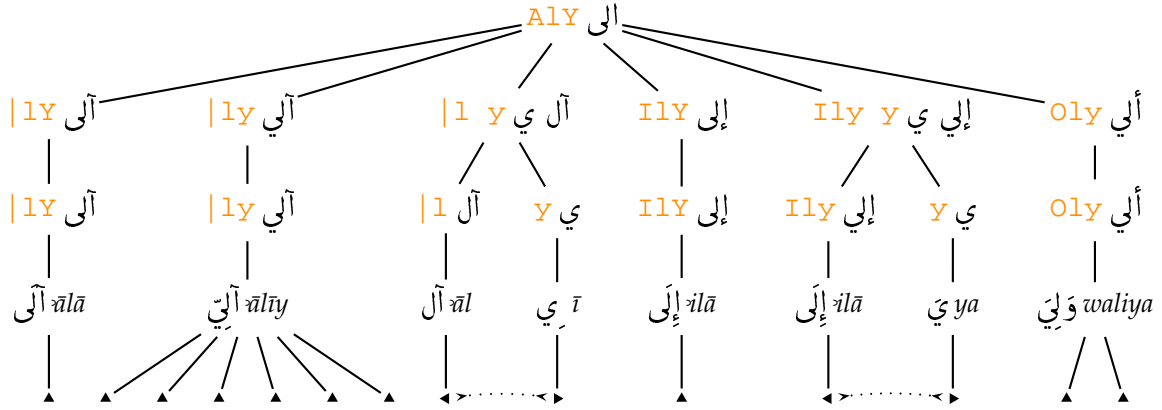 AlY الى
|lY آلى |ly آلي |l y آل ي IlY إلى Ily y إلي ي Oly ألي
|lY آلى |ly آلي |l آل y ي IlY إلى Ily إلي y ي Oly ألي
آلَى ʾālā آلِيّ ʾālīy آل ʾāl ِي ī إِلَى ʾilā إِلَى ʾilā يَ ya وَلِيَ waliya